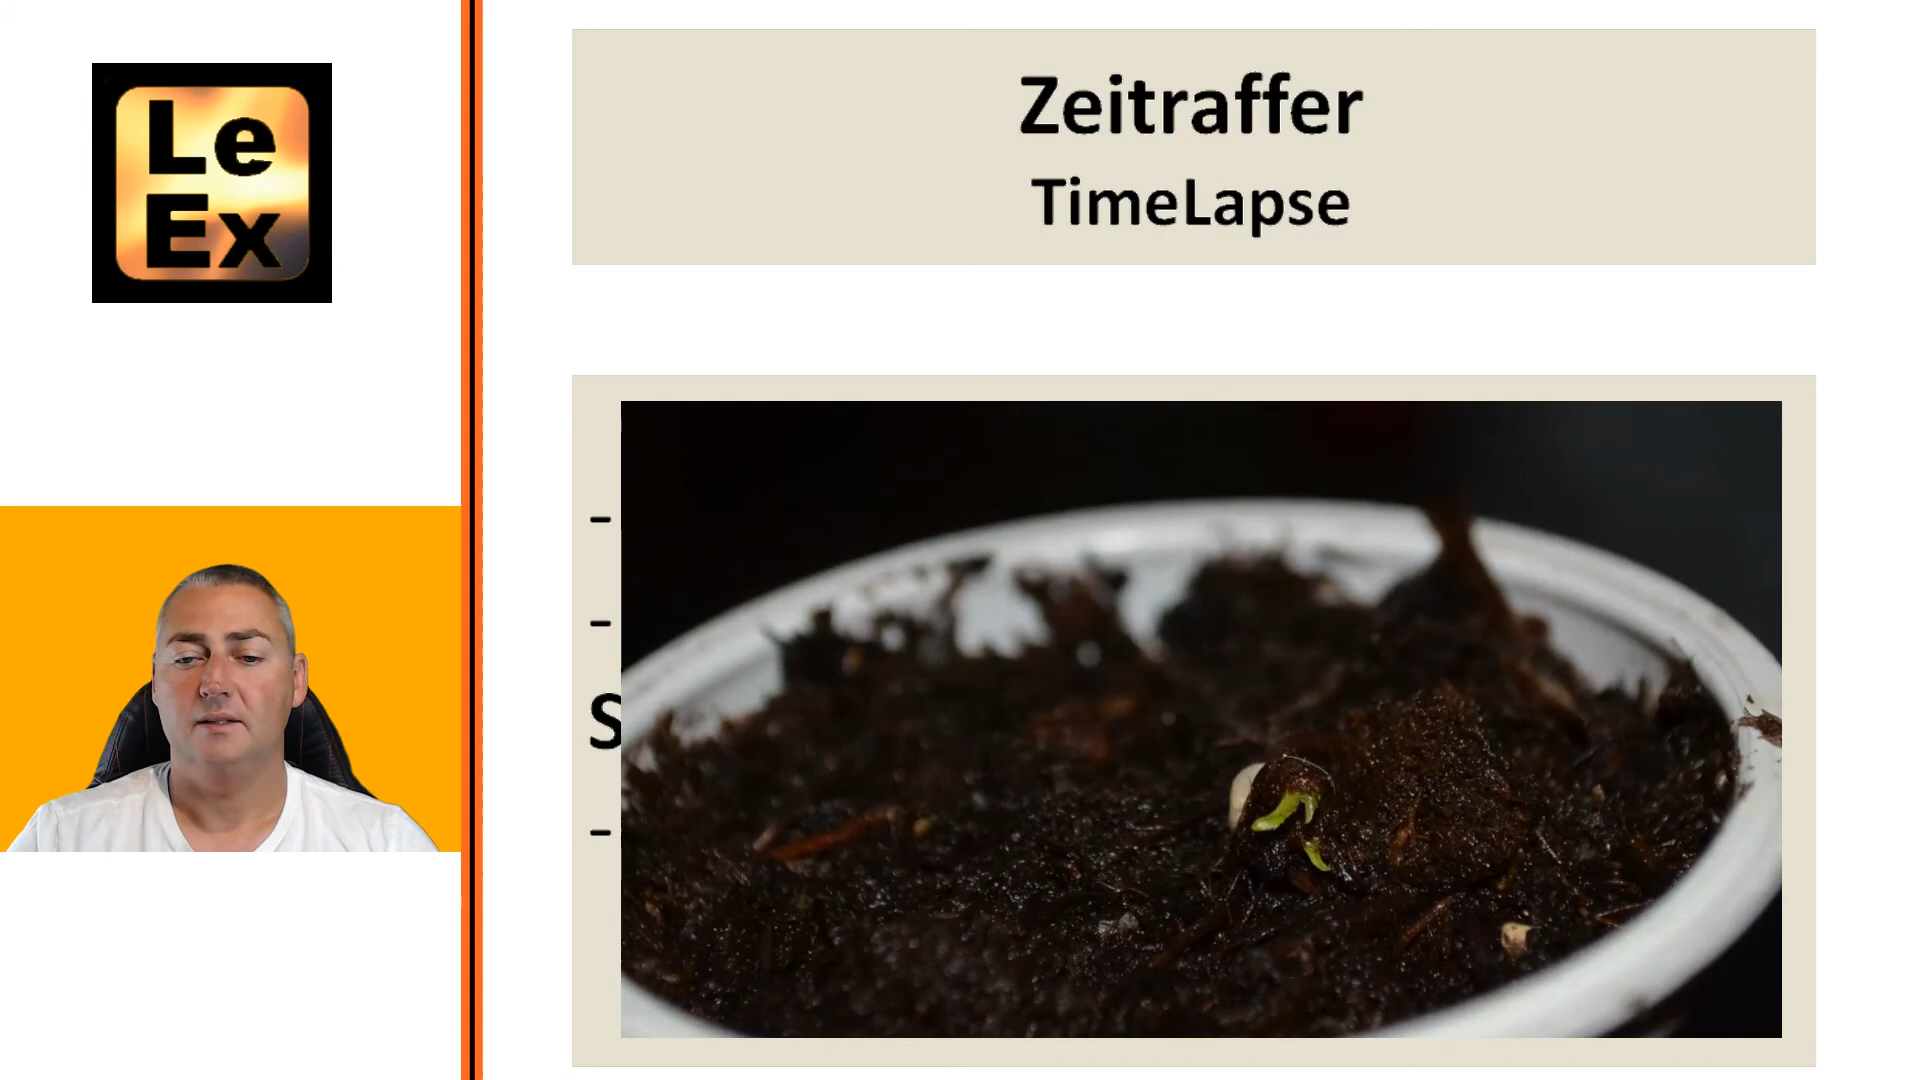 Le
Ex
Zeitraffer
TimeLapse
-
-
S
-